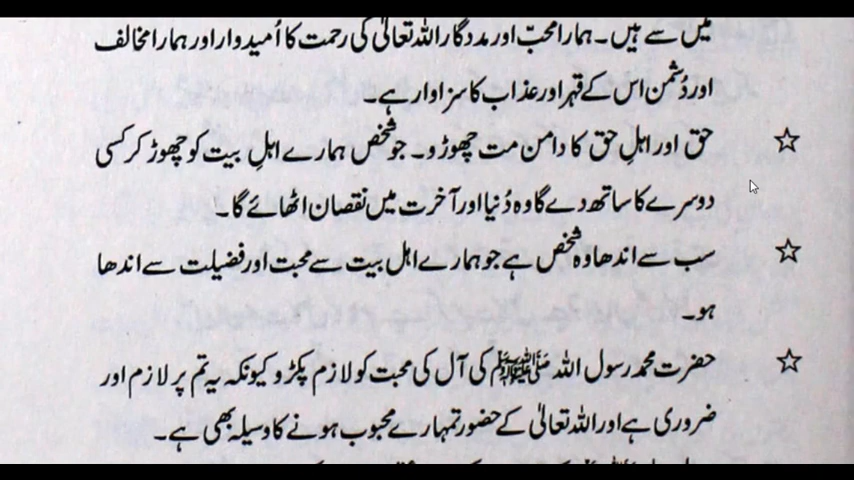 میں سے ہیں۔ ہمارا محبّ اور مددگار اللہ تعالیٰ کی رحمت کا اُمیدوار اور ہمارا مخالف
اور دُشمن اس کے قہر اور عذاب کا سزاوار ہے۔
☆ حق اور اہلِ حق کا دامن مت چھوڑو۔ جو شخص ہمارے اہلِ بیت کو چھوڑ کر کسی
دوسرے کا ساتھ دے گا وہ دُنیا اور آخرت میں نقصان اٹھائے گا۔
☆ سب سے اندھا وہ شخص ہے جو ہمارے اہل بیت سے محبت اور فضیلت سے اندھا
ہو۔
☆ حضرت محمد رسول اللہ ﷺ کی آل کی محبت کو لازم پکڑو کیونکہ یہ تم پر لازم اور
ضروری ہے اور اللہ تعالیٰ کے حضور تمہارے محبوب ہونے کا وسیلہ بھی ہے۔